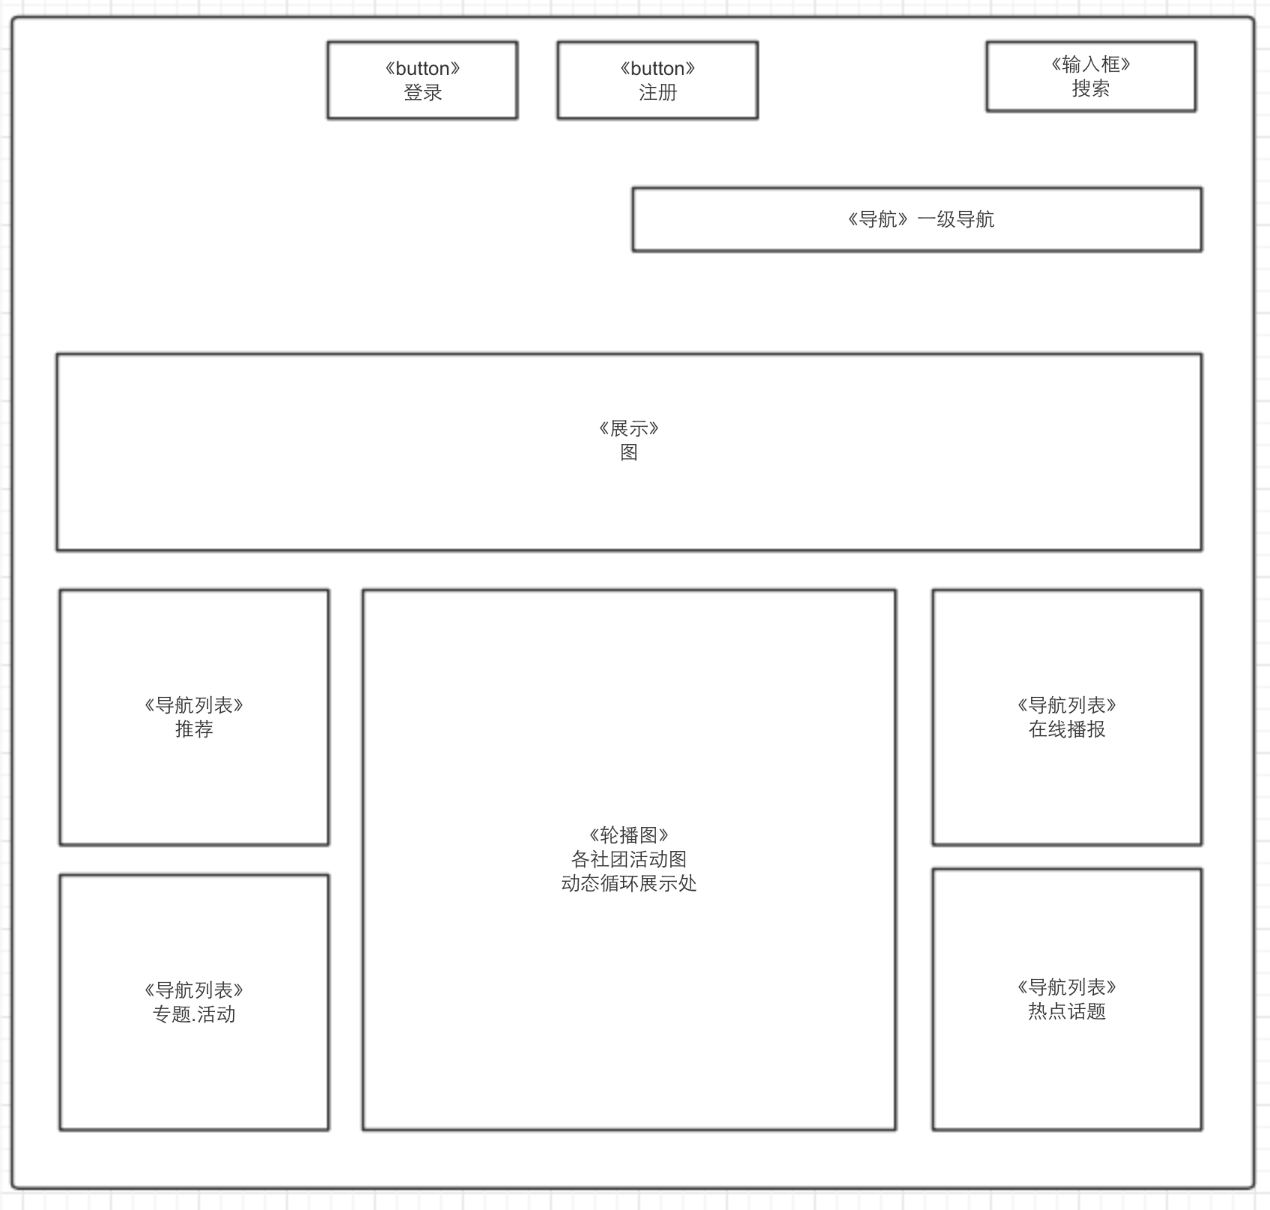 《button》
登录
《button》
注册
《输入框》
搜索
《导航》一级导航
《展示》
图
《导航列表》
推荐
《轮播图》
各社团活动图
动态循环展示处
《导航列表》
在线播报
《导航列表》
专题.活动
《导航列表》
热点话题